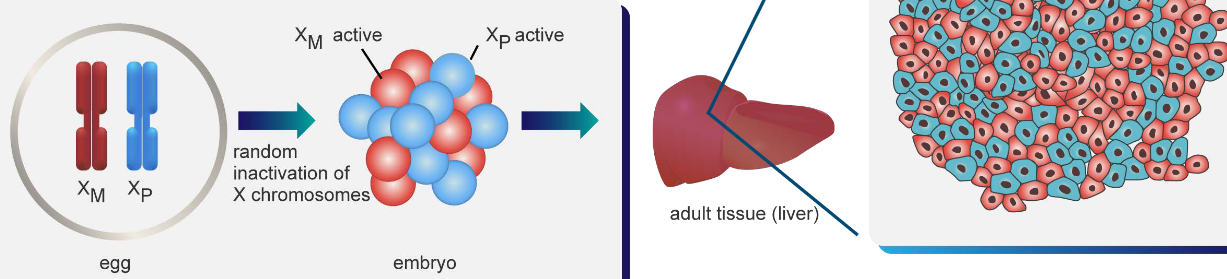 X_M active
X_P active
random
inactivation of
X chromosomes
X_M X_P
adult tissue (liver)
egg
embryo